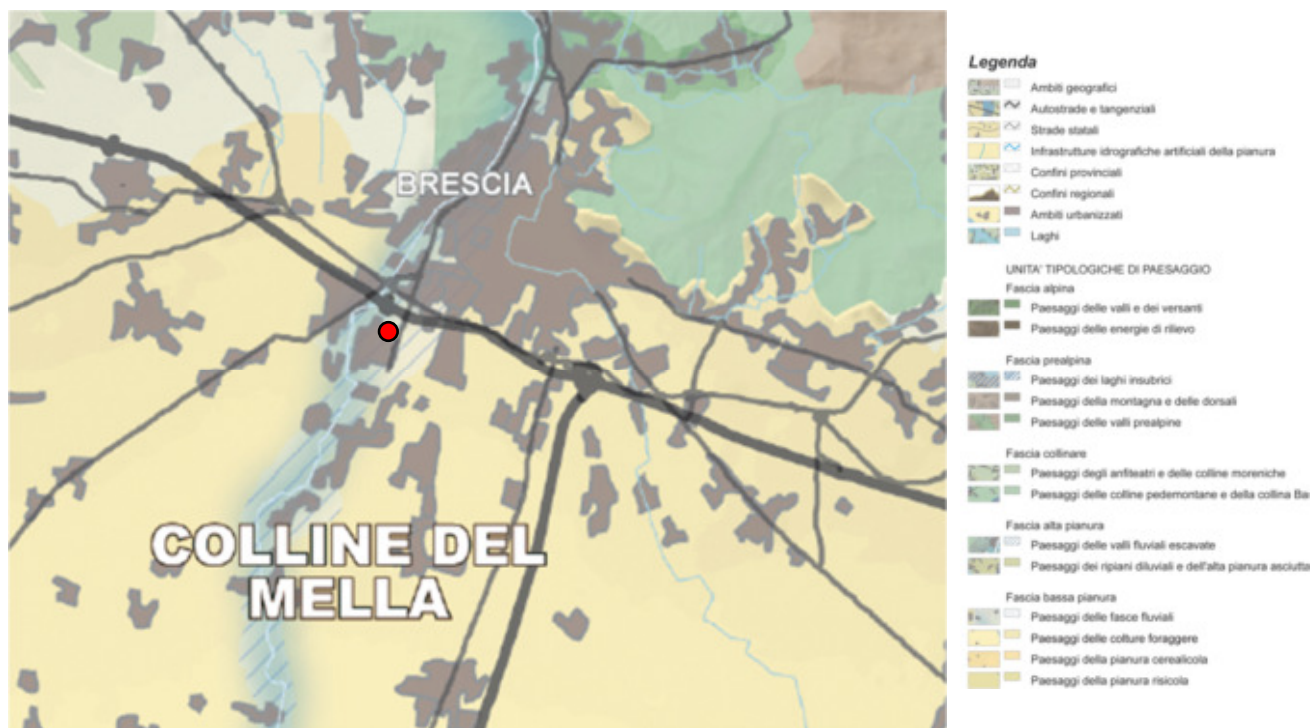 BRESCIA
COLLINE DEL
MELLA
Legenda
Ambiti geografici
Autostrade e tangenziali
Strade statali
Infrastrutture idrografiche artificiali della pianura
Confini provinciali
Confini regionali
Ambiti urbanizzati
Laghi
UNITA' TIPOLOGICHE DI PAESAGGIO
Fascia alpina
Paesaggi delle valli e dei versanti
Paesaggi delle energie di rilievo
Fascia prealpina
Paesaggi dei laghi insubrici
Paesaggi della montagna e delle dorsali
Paesaggi delle valli prealpine
Fascia collinare
Paesaggi degli anfiteatri e delle colline moreniche
Paesaggi delle colline pedemontane e della collina Ba
Fascia alta pianura
Paesaggi delle valli fluviali escavate
Paesaggi dei ripiani diluviali e dell'alta pianura asciutta
Fascia bassa pianura
Paesaggi delle fasce fluviali
Paesaggi delle colture foraggere
Paesaggi della pianura cerealicola
Paesaggi della pianura risicola